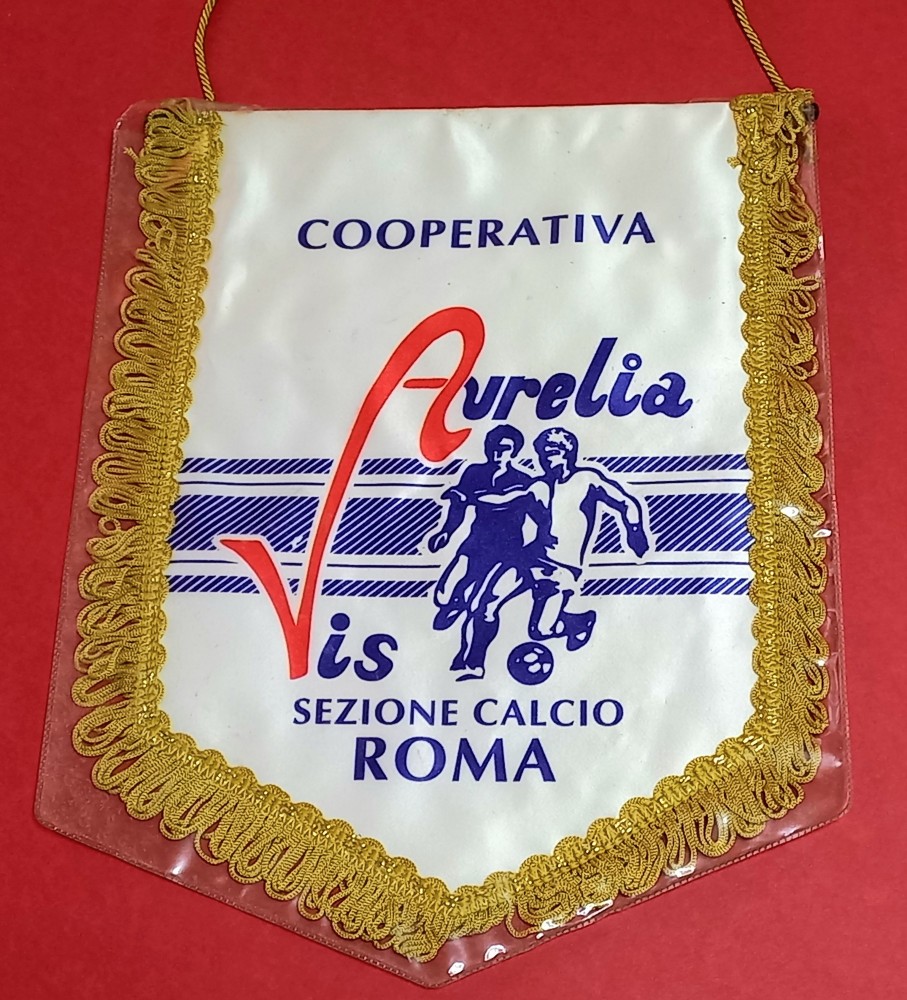 COOPERATIVA
Aurelia
Vis
SEZIONE CALCIO
ROMA